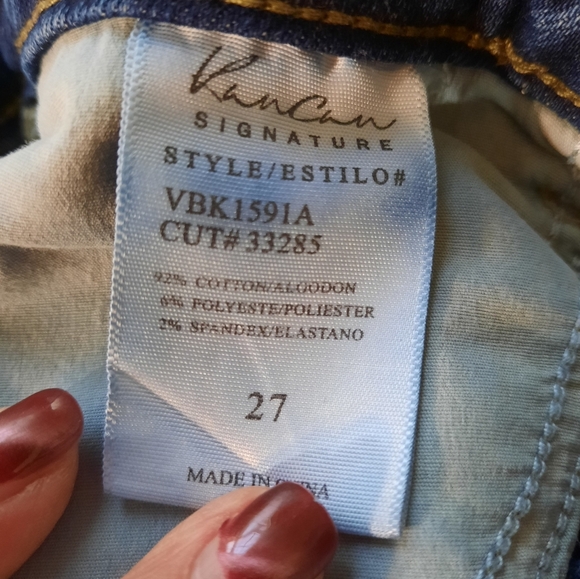 KanCan
SIGNATURE
STYLE/ESTILO#
VBK1591A
CUT# 33285
92% COTTON/ALGODON
6% POLYESTE/POLIESTER
2% SPANDEX/ELASTANO
27
MADE IN